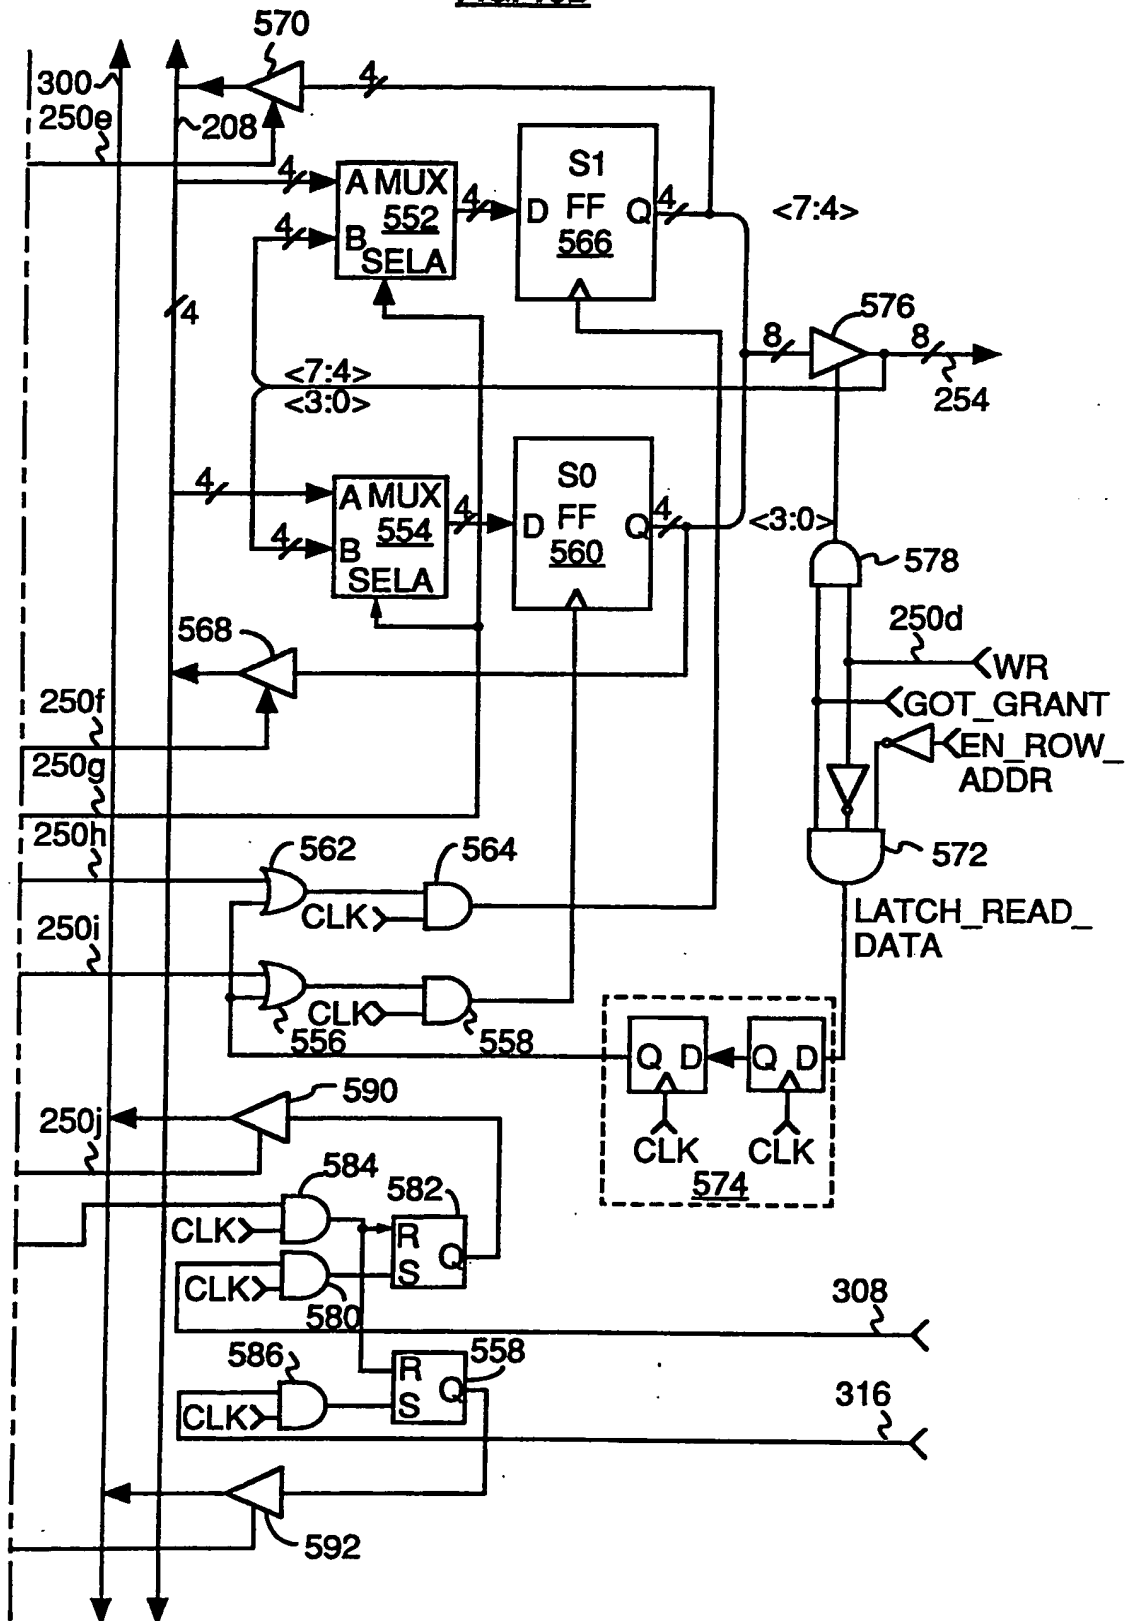 570
300
4
250e
208
4
A MUX
552
B
SELA
4
4
S1
D FF Q
566
4
<7:4>
4
576
8
8
254
<7:4>
<3:0>
4
A MUX
554
B
SELA
4
4
S0
D FF Q
560
4
<3:0>
578
568
250d
WR
GOT_GRANT
EN_ROW_
ADDR
250f
250g
250h
562
564
CLK
572
LATCH_READ_
DATA
250i
CLK
556
558
Q D
Q D
CLK
CLK
574
590
250j
584
582
CLK
R
Q
S
CLK
580
308
586
558
R
Q
S
CLK
316
592